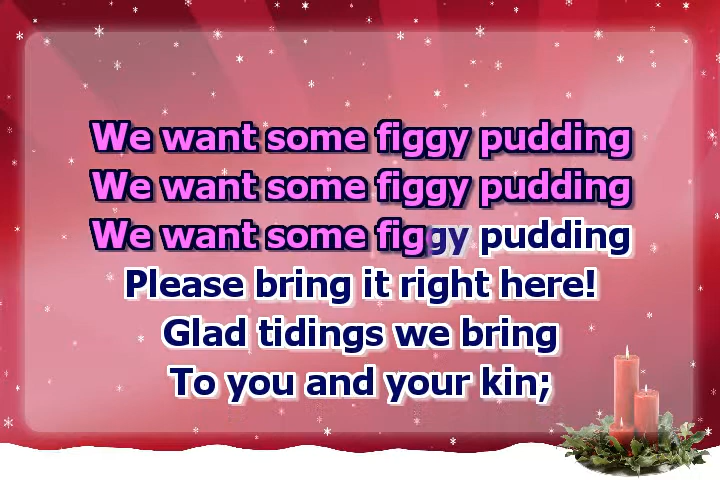 We want some figgy pudding
We want some figgy pudding
We want some figgy pudding
Please bring it right here!
Glad tidings we bring
To you and your kin;